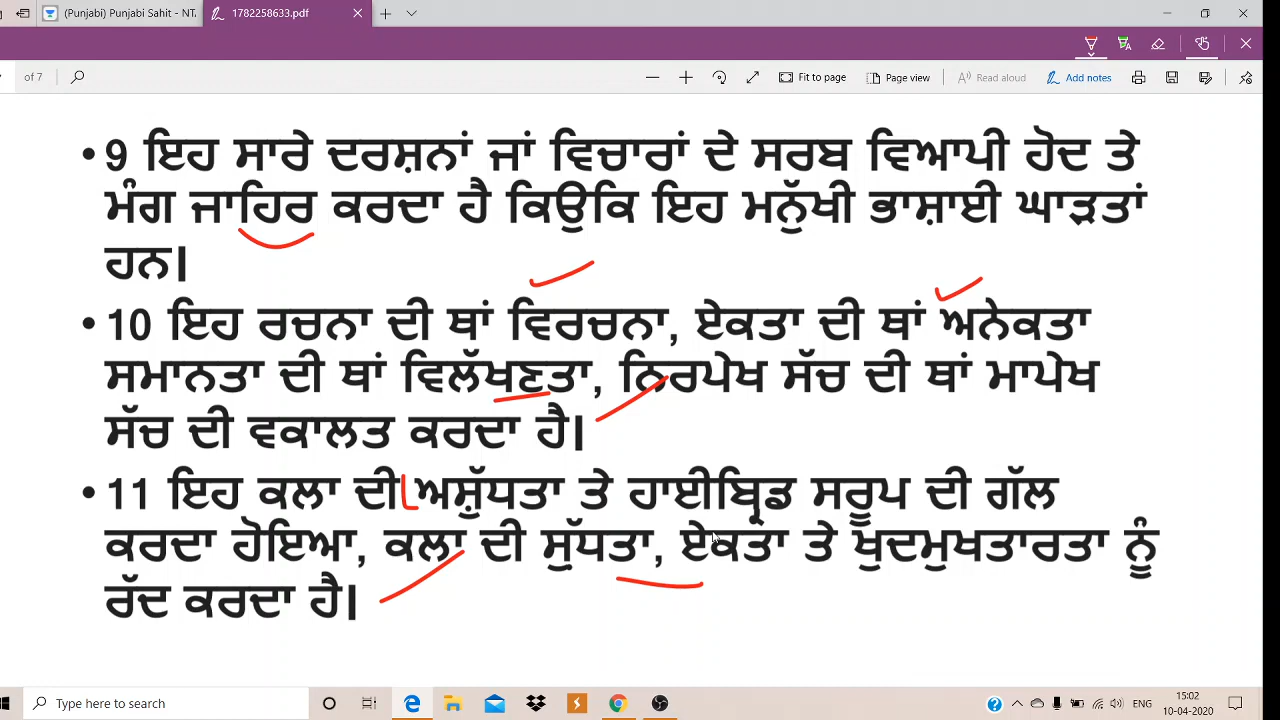 (Punjab) Punjabi Sahit - NT.
1782258633.pdf
of 7
Fit to page
Page view
Read aloud
Add notes
• 9 ਇਹ ਸਾਰੇ ਦਰਸ਼ਨਾਂ ਜਾਂ ਵਿਚਾਰਾਂ ਦੇ ਸਰਬ ਵਿਆਪੀ ਹੋਦ ਤੇ
ਮੰਗ ਜਾਹਿਰ ਕਰਦਾ ਹੈ ਕਿਉਕਿ ਇਹ ਮਨੁੱਖੀ ਭਾਸ਼ਾਈ ਘਾੜਤਾਂ
ਹਨ।
• 10 ਇਹ ਰਚਨਾ ਦੀ ਥਾਂ ਵਿਰਚਨਾ, ਏਕਤਾ ਦੀ ਥਾਂ ਅਨੇਕਤਾ
ਸਮਾਨਤਾ ਦੀ ਥਾਂ ਵਿਲੱਖਣਤਾ, ਨਿਰਪੇਖ ਸੱਚ ਦੀ ਥਾਂ ਮਾਪੇਖ
ਸੱਚ ਦੀ ਵਕਾਲਤ ਕਰਦਾ ਹੈ।
• 11 ਇਹ ਕਲਾ ਦੀ ਅਸ਼ੁੱਧਤਾ ਤੇ ਹਾਈਬ੍ਰਿਡ ਸਰੂਪ ਦੀ ਗੱਲ
ਕਰਦਾ ਹੋਇਆ, ਕਲਾ ਦੀ ਸੁੱਧਤਾ, ਏਕਤਾ ਤੇ ਖੁਦਮੁਖਤਾਰਤਾ ਨੂੰ
ਰੱਦ ਕਰਦਾ ਹੈ।
Type here to search
ENG
15:02
10-04-2020